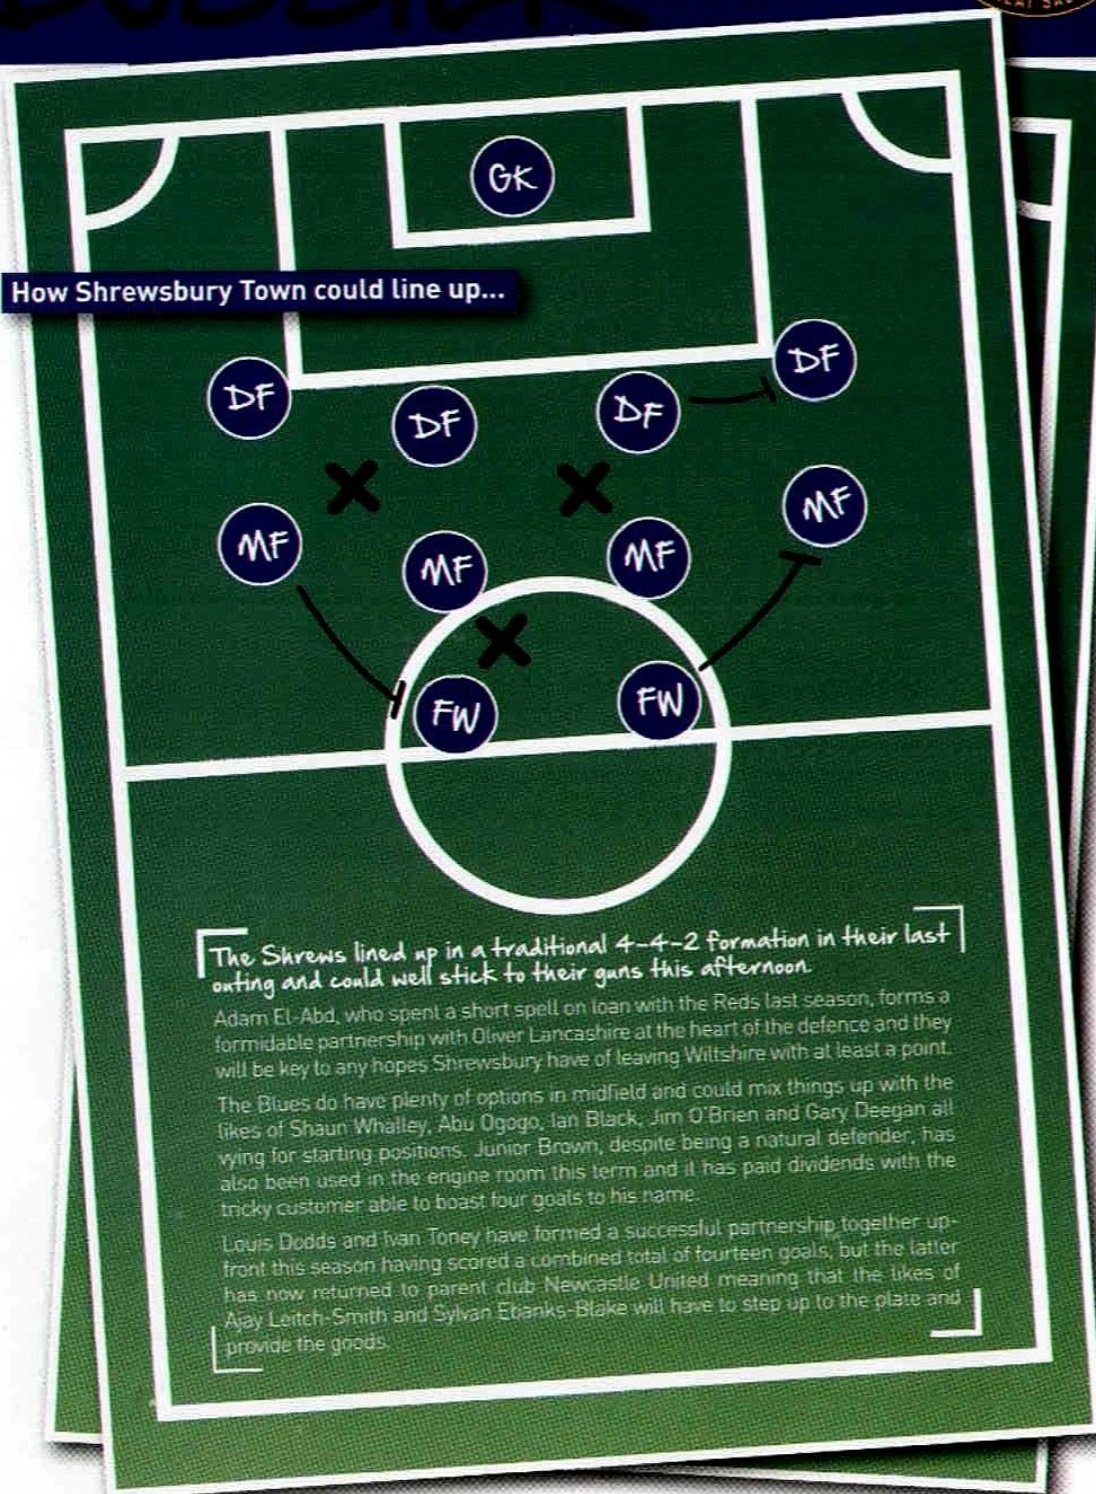 How Shrewsbury Town could line up...
GK
DF
DF
DF
DF
MF
MF
MF
MF
FW
FW
The Shrews lined up in a traditional 4-4-2 formation in their last
outing and could well stick to their guns this afternoon.
Adam El-Abd, who spent a short spell on loan with the Reds last season, forms a
formidable partnership with Oliver Lancashire at the heart of the defence and they
will be key to any hopes Shrewsbury have of leaving Wiltshire with at least a point.
The Blues do have plenty of options in midfield and could mix things up with the
likes of Shaun Whalley, Abu Ogogo, Ian Black, Jim O'Brien and Gary Deegan all
vying for starting positions. Junior Brown, despite being a natural defender, has
also been used in the engine room this term and it has paid dividends with the
tricky customer able to boast four goals to his name.
Louis Dodds and Ivan Toney have formed a successful partnership together up-
front this season having scored a combined total of fourteen goals, but the latter
has now returned to parent club Newcastle United meaning that the likes of
Ajay Leitch-Smith and Sylvan Ebanks-Blake will have to step up to the plate and
provide the goods.